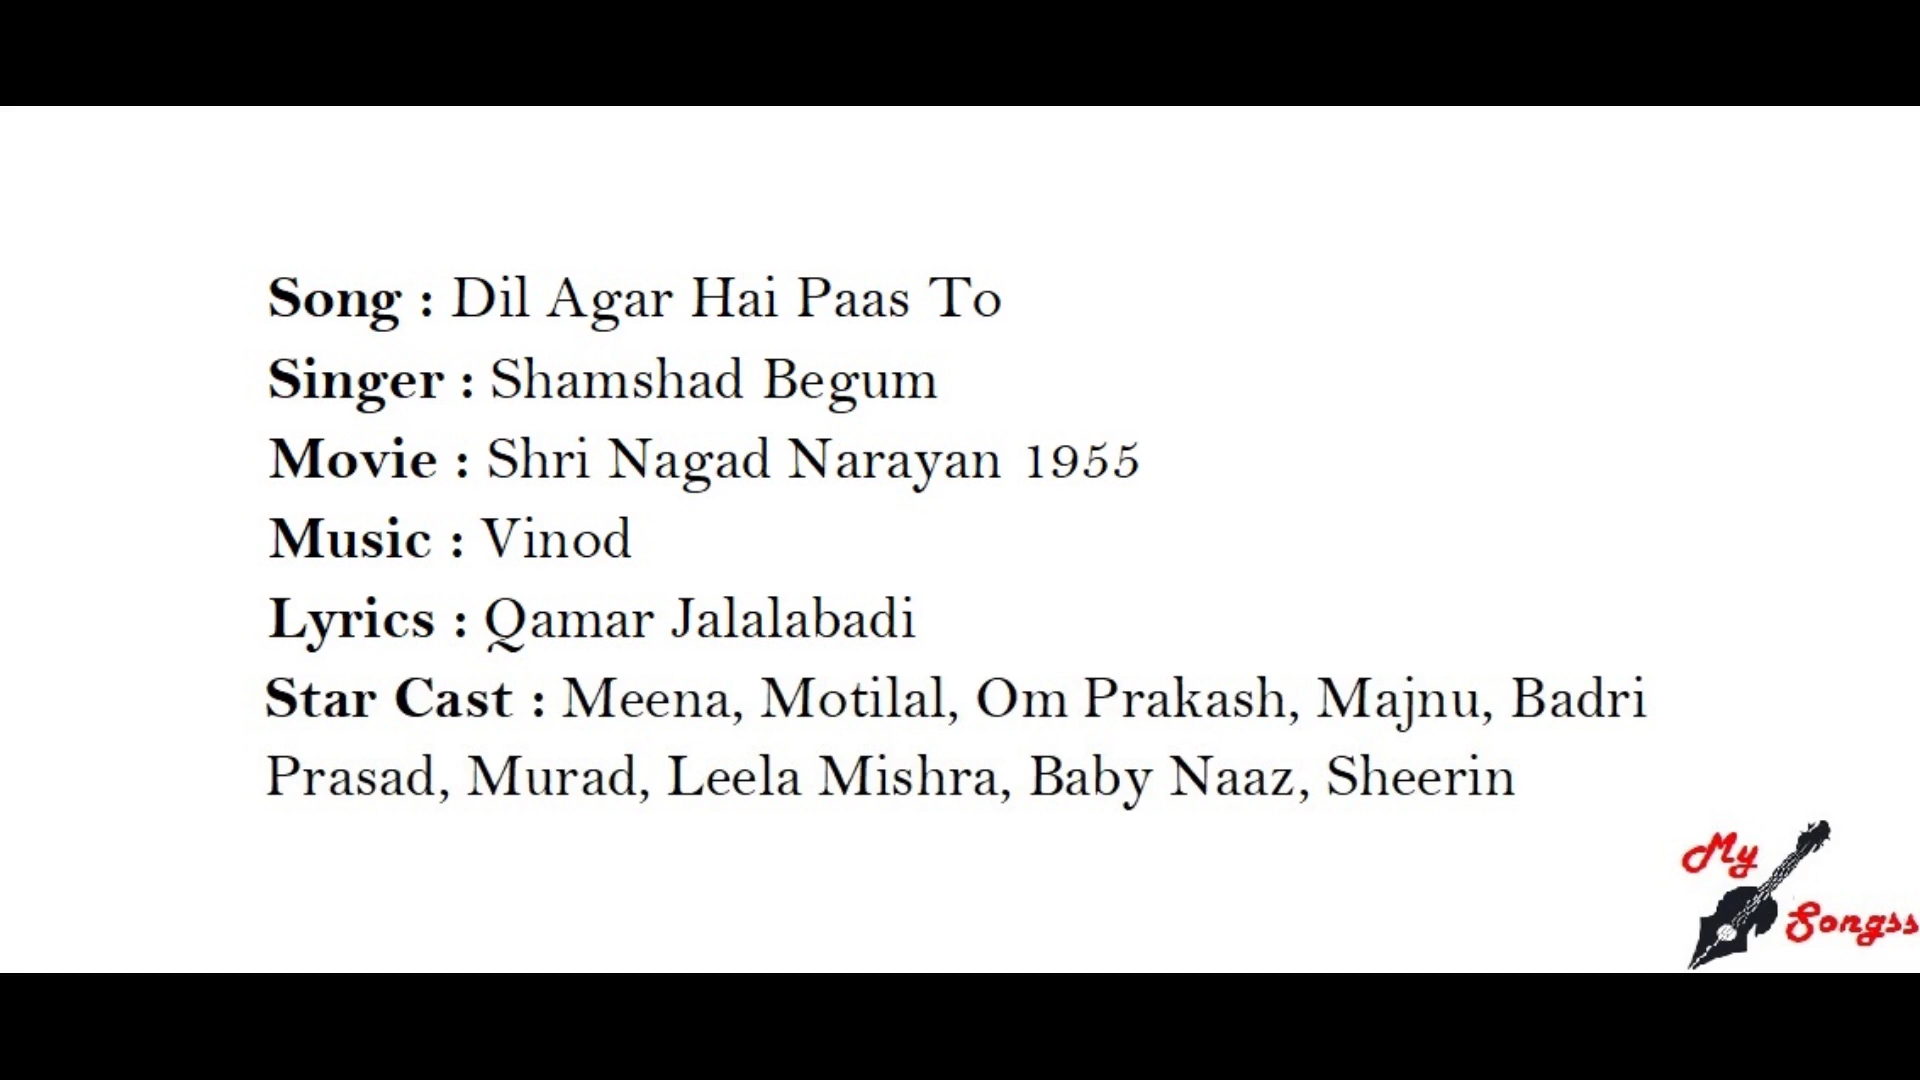 Song : Dil Agar Hai Paas To
Singer : Shamshad Begum
Movie : Shri Nagad Narayan 1955
Music : Vinod
Lyrics : Qamar Jalalabadi
Star Cast : Meena, Motilal, Om Prakash, Majnu, Badri
Prasad, Murad, Leela Mishra, Baby Naaz, Sheerin
My
Songss